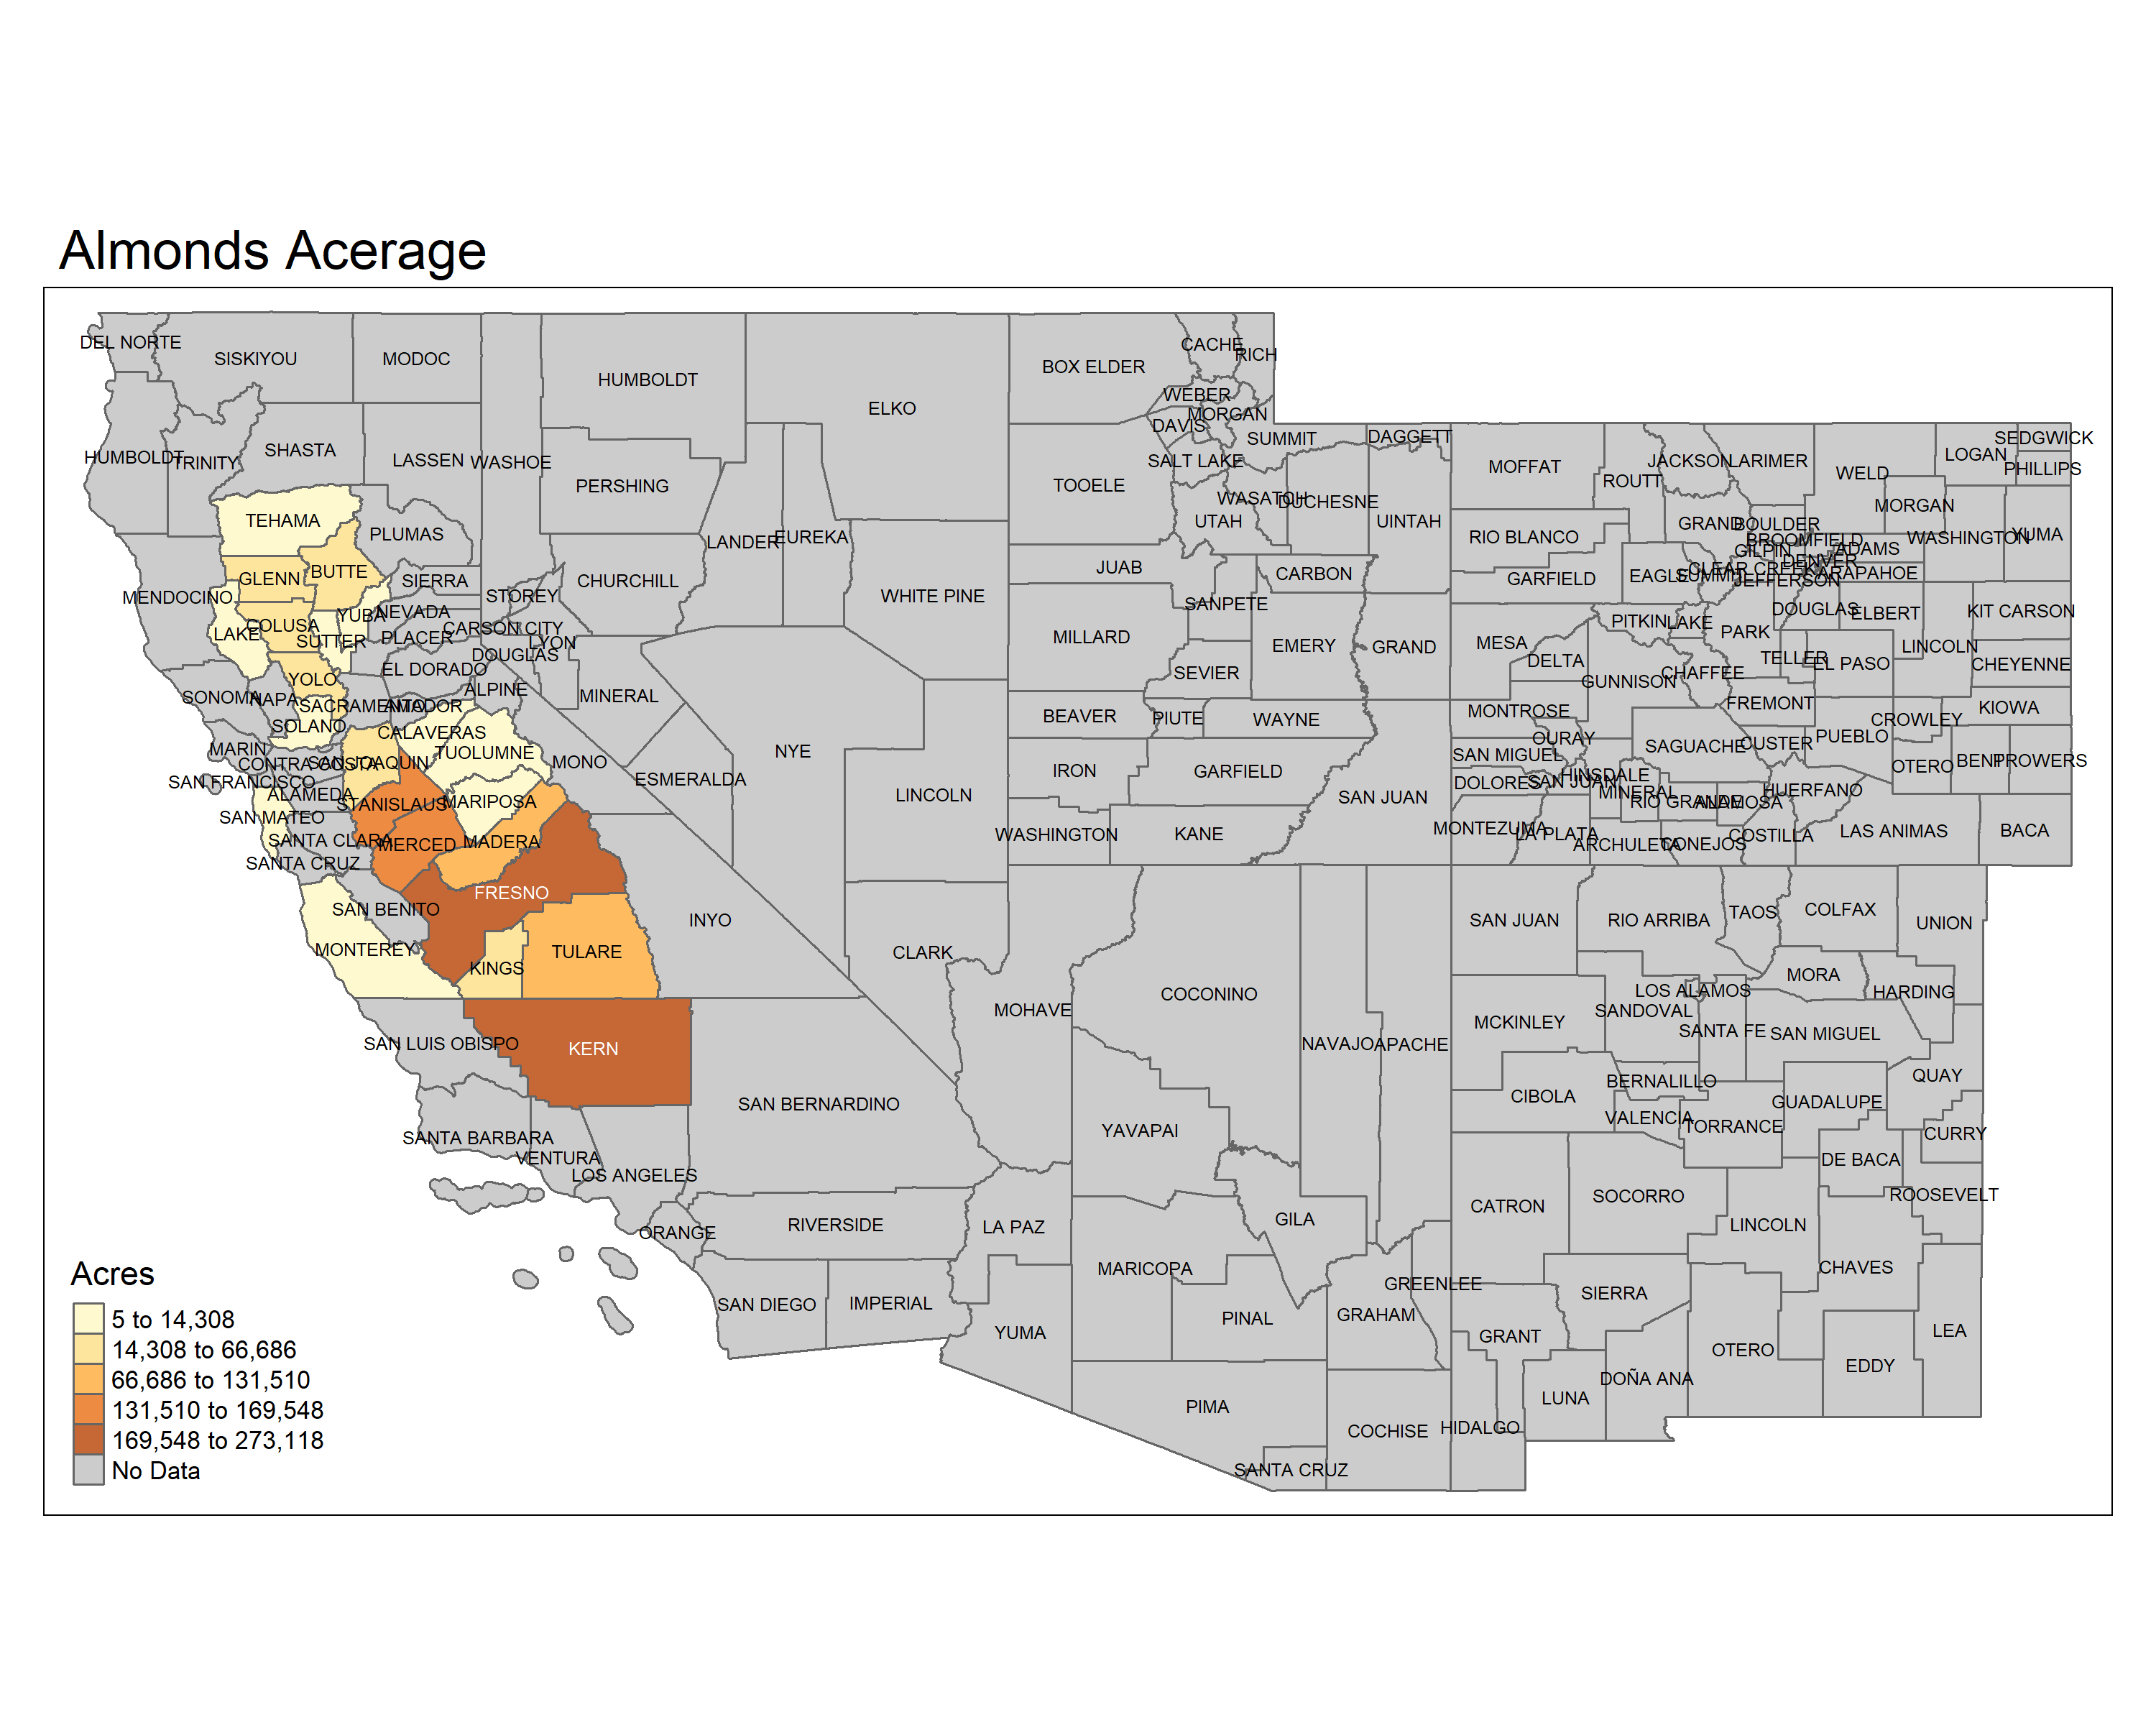 Almonds Acerage
DEL NORTE
SISKIYOU
MODOC
HUMBOLDT
ELKO
BOX ELDER
CACHE
RICH
WEBER
MORGAN
DAVIS
SUMMIT
DAGGETT
HUMBOLDT
TRINITY
SHASTA
LASSEN
WASHOE
PERSHING
TOOELE
SALT LAKE
WASATCH
DUCHESNE
UTAH
UINTAH
MOFFAT
ROUTT
JACKSON
LARIMER
WELD
LOGAN
SEDGWICK
PHILLIPS
MORGAN
TEHAMA
PLUMAS
LANDER
EUREKA
JUAB
CARBON
RIO BLANCO
GRAND
BOULDER
BROOMFIELD
GILPIN
ADAMS
DENVER
WASHINGTON
YUMA
GLENN
BUTTE
SIERRA
CHURCHILL
WHITE PINE
GARFIELD
EAGLE
SUMMIT
CLEAR CREEK
JEFFERSON
ARAPAHOE
MENDOCINO
STOREY
SANPETE
YUBA
NEVADA
DOUGLAS
ELBERT
KIT CARSON
LAKE
COLUSA
SUTTER
PLACER
CARSON CITY
LYON
DOUGLAS
MILLARD
EMERY
GRAND
MESA
PITKIN
LAKE
PARK
LINCOLN
EL DORADO
SEVIER
DELTA
GUNNISON
CHAFFEE
TELLER
EL PASO
CHEYENNE
YOLO
SONOMA
NAPA
SACRAMENTO
AMADOR
ALPINE
MINERAL
BEAVER
PIUTE
WAYNE
MONTROSE
FREMONT
CROWLEY
KIOWA
SOLANO
CALAVERAS
TUOLUMNE
MONO
NYE
OURAY
SAN MIGUEL
SAGUACHE
CUSTER
PUEBLO
MARIN
CONTRA COSTA
SAN JOAQUIN
SAN FRANCISCO
ESMERALDA
IRON
GARFIELD
DOLORES
SAN JUAN
HINSDALE
OTERO
BENT
PROWERS
ALAMEDA
STANISLAUS
MARIPOSA
LINCOLN
SAN JUAN
MINERAL
RIO GRANDE
ALAMOSA
HUERFANO
SAN MATEO
SANTA CLARA
MERCED
MADERA
WASHINGTON
KANE
MONTEZUMA
LA PLATA
ARCHULETA
CONEJOS
COSTILLA
LAS ANIMAS
BACA
SANTA CRUZ
FRESNO
SAN BENITO
INYO
SAN JUAN
RIO ARRIBA
TAOS
COLFAX
UNION
MONTEREY
KINGS
TULARE
CLARK
MORA
HARDING
MOHAVE
COCONINO
LOS ALAMOS
SANDOVAL
MCKINLEY
SANTA FE
SAN MIGUEL
SAN LUIS OBISPO
KERN
NAVAJO
APACHE
BERNALILLO
QUAY
SAN BERNARDINO
CIBOLA
GUADALUPE
YAVAPAI
VALENCIA
TORRANCE
CURRY
SANTA BARBARA
VENTURA
LOS ANGELES
DE BACA
ROOSEVELT
CATRON
SOCORRO
LINCOLN
ORANGE
RIVERSIDE
LA PAZ
GILA
MARICOPA
GREENLEE
CHAVES
SIERRA
SAN DIEGO
IMPERIAL
YUMA
PINAL
GRAHAM
GRANT
OTERO
LEA
EDDY
DOÑA ANA
LUNA
PIMA
COCHISE
HIDALGO
SANTA CRUZ
Acres
5 to 14,308
14,308 to 66,686
66,686 to 131,510
131,510 to 169,548
169,548 to 273,118
No Data